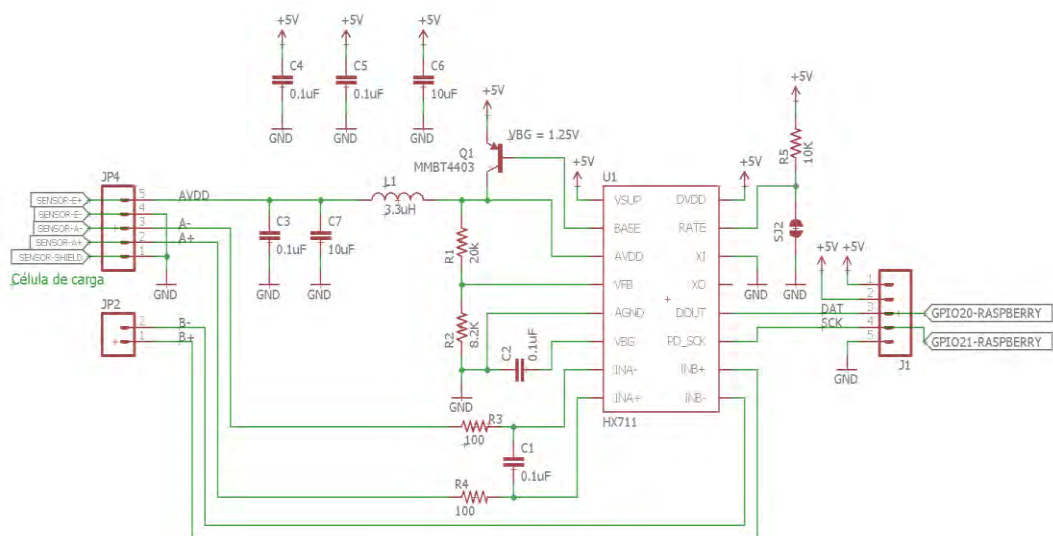 +5V
+5V
+5V
C4
0.1uF
GND
C5
0.1uF
GND
C6
10uF
GND
+5V
VBG = 1.25V
Q1
MMBT4403
+5V
R5
10K
SJ2
GND
JP4
SENSOR-E+
SENSOR-E-
SENSOR-A-
SENSOR-A+
SENSOR-SHIELD
5
4
3
2
1
AVDD
A-
A+
Célula de carga
GND
C3
0.1uF
GND
C7
10uF
GND
L1
3.3uH
R1
20k
R2
8.2K
GND
C2
0.1uF
+5V
U1
+5V
VSUP
BASE
AVDD
VFB
AGND
VBG
INA-
INA+
DVDD
RATE
XI
XO
DOUT
PD_SCK
INB+
INB-
HX711
GND
+5V
+5V
DAT
SCK
1
2
3
4
5
GND
J1
GPIO20-RASPBERRY
GPIO21-RASPBERRY
JP2
2
1
B-
B+
R3
100
C1
0.1uF
R4
100